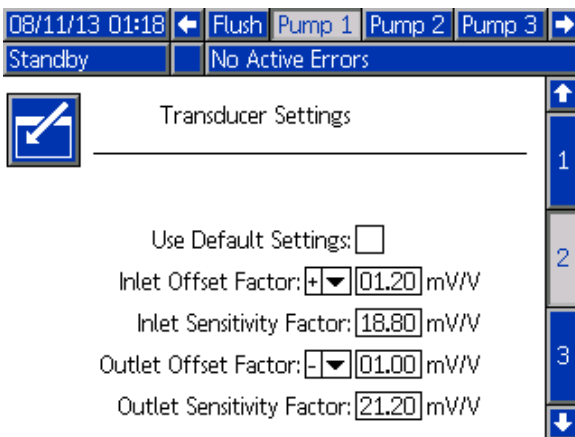 08/11/13 01:18 Flush Pump 1 Pump 2 Pump 3
Standby No Active Errors
Transducer Settings
1
Use Default Settings:
2
Inlet Offset Factor: + 01.20 mV/V
Inlet Sensitivity Factor: 18.80 mV/V
Outlet Offset Factor: - 01.00 mV/V
3
Outlet Sensitivity Factor: 21.20 mV/V